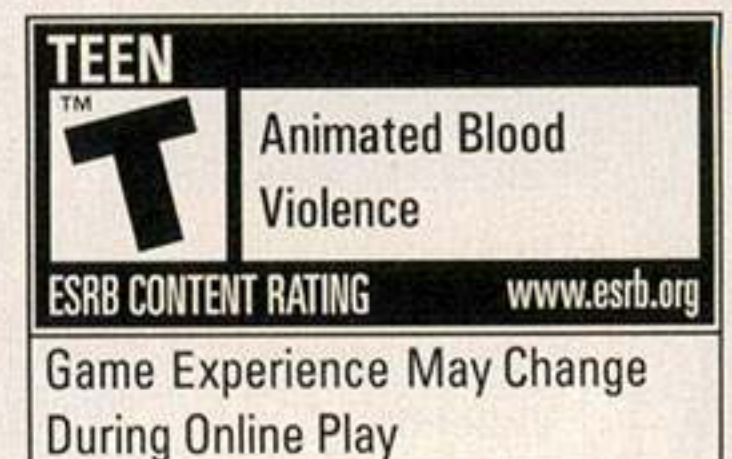 TEEN
TM
T
Animated Blood
Violence
ESRB CONTENT RATING www.esrb.org
Game Experience May Change
During Online Play